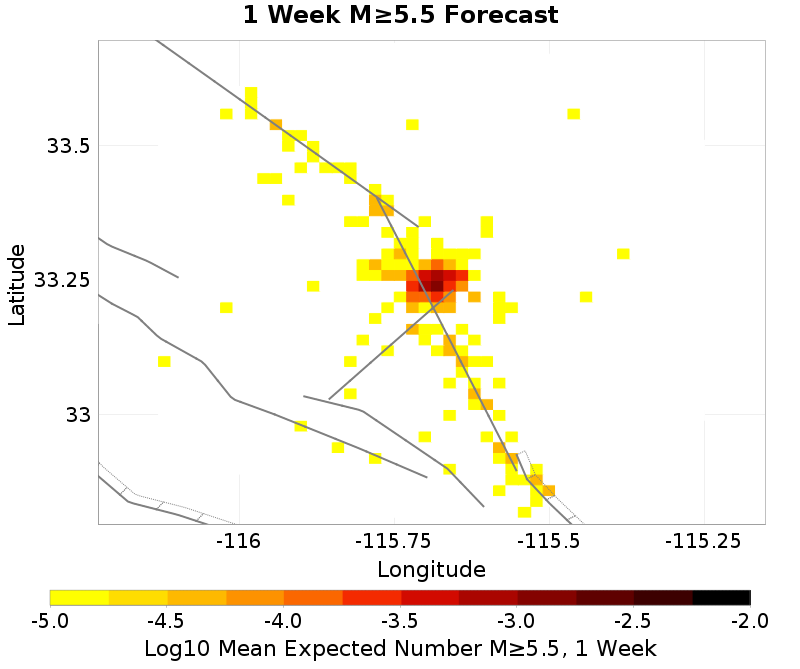 1 Week M≥5.5 Forecast
Latitude
33.5
33.25
33
-116 -115.75 -115.5 -115.25
Longitude
-5.0 -4.5 -4.0 -3.5 -3.0 -2.5 -2.0
Log10 Mean Expected Number M≥5.5, 1 Week